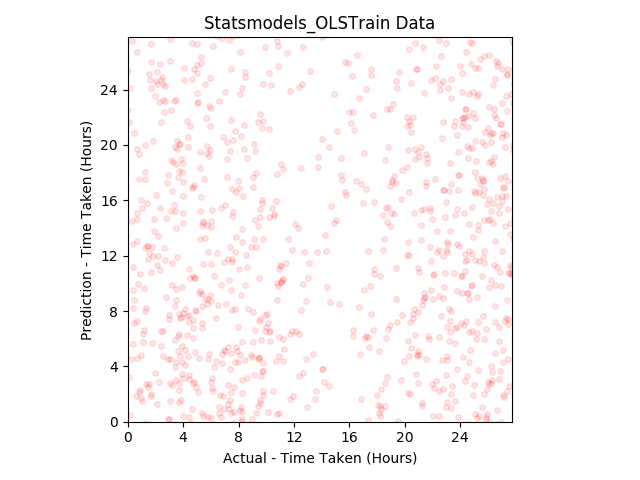 Statsmodels_OLSTrain Data
Prediction - Time Taken (Hours)
24
20
16
12
8
4
0
0 4 8 12 16 20 24
Actual - Time Taken (Hours)